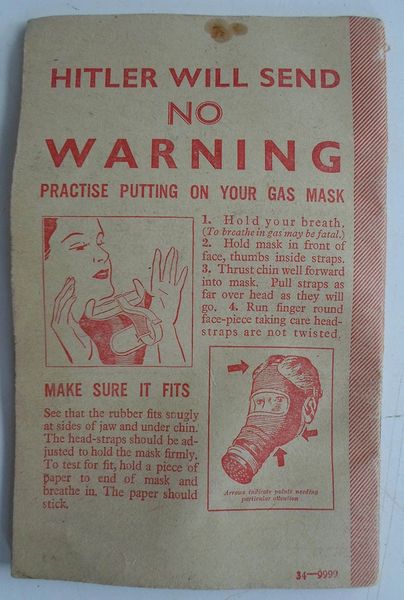 HITLER WILL SEND
NO
WARNING
PRACTISE PUTTING ON YOUR GAS MASK
1. Hold your breath.
(To breathe in gas may be fatal.)
2. Hold mask in front of
face, thumbs inside straps.
3. Thrust chin well forward
into mask. Pull straps as
far over head as they will
go. 4. Run finger round
face-piece taking care head-
straps are not twisted.
MAKE SURE IT FITS
See that the rubber fits snugly
at sides of jaw and under chin.
The head-straps should be ad-
justed to hold the mask firmly.
To test for fit, hold a piece of
paper to end of mask and
breathe in. The paper should
stick.
Arrows indicate points needing
particular attention
34—9999